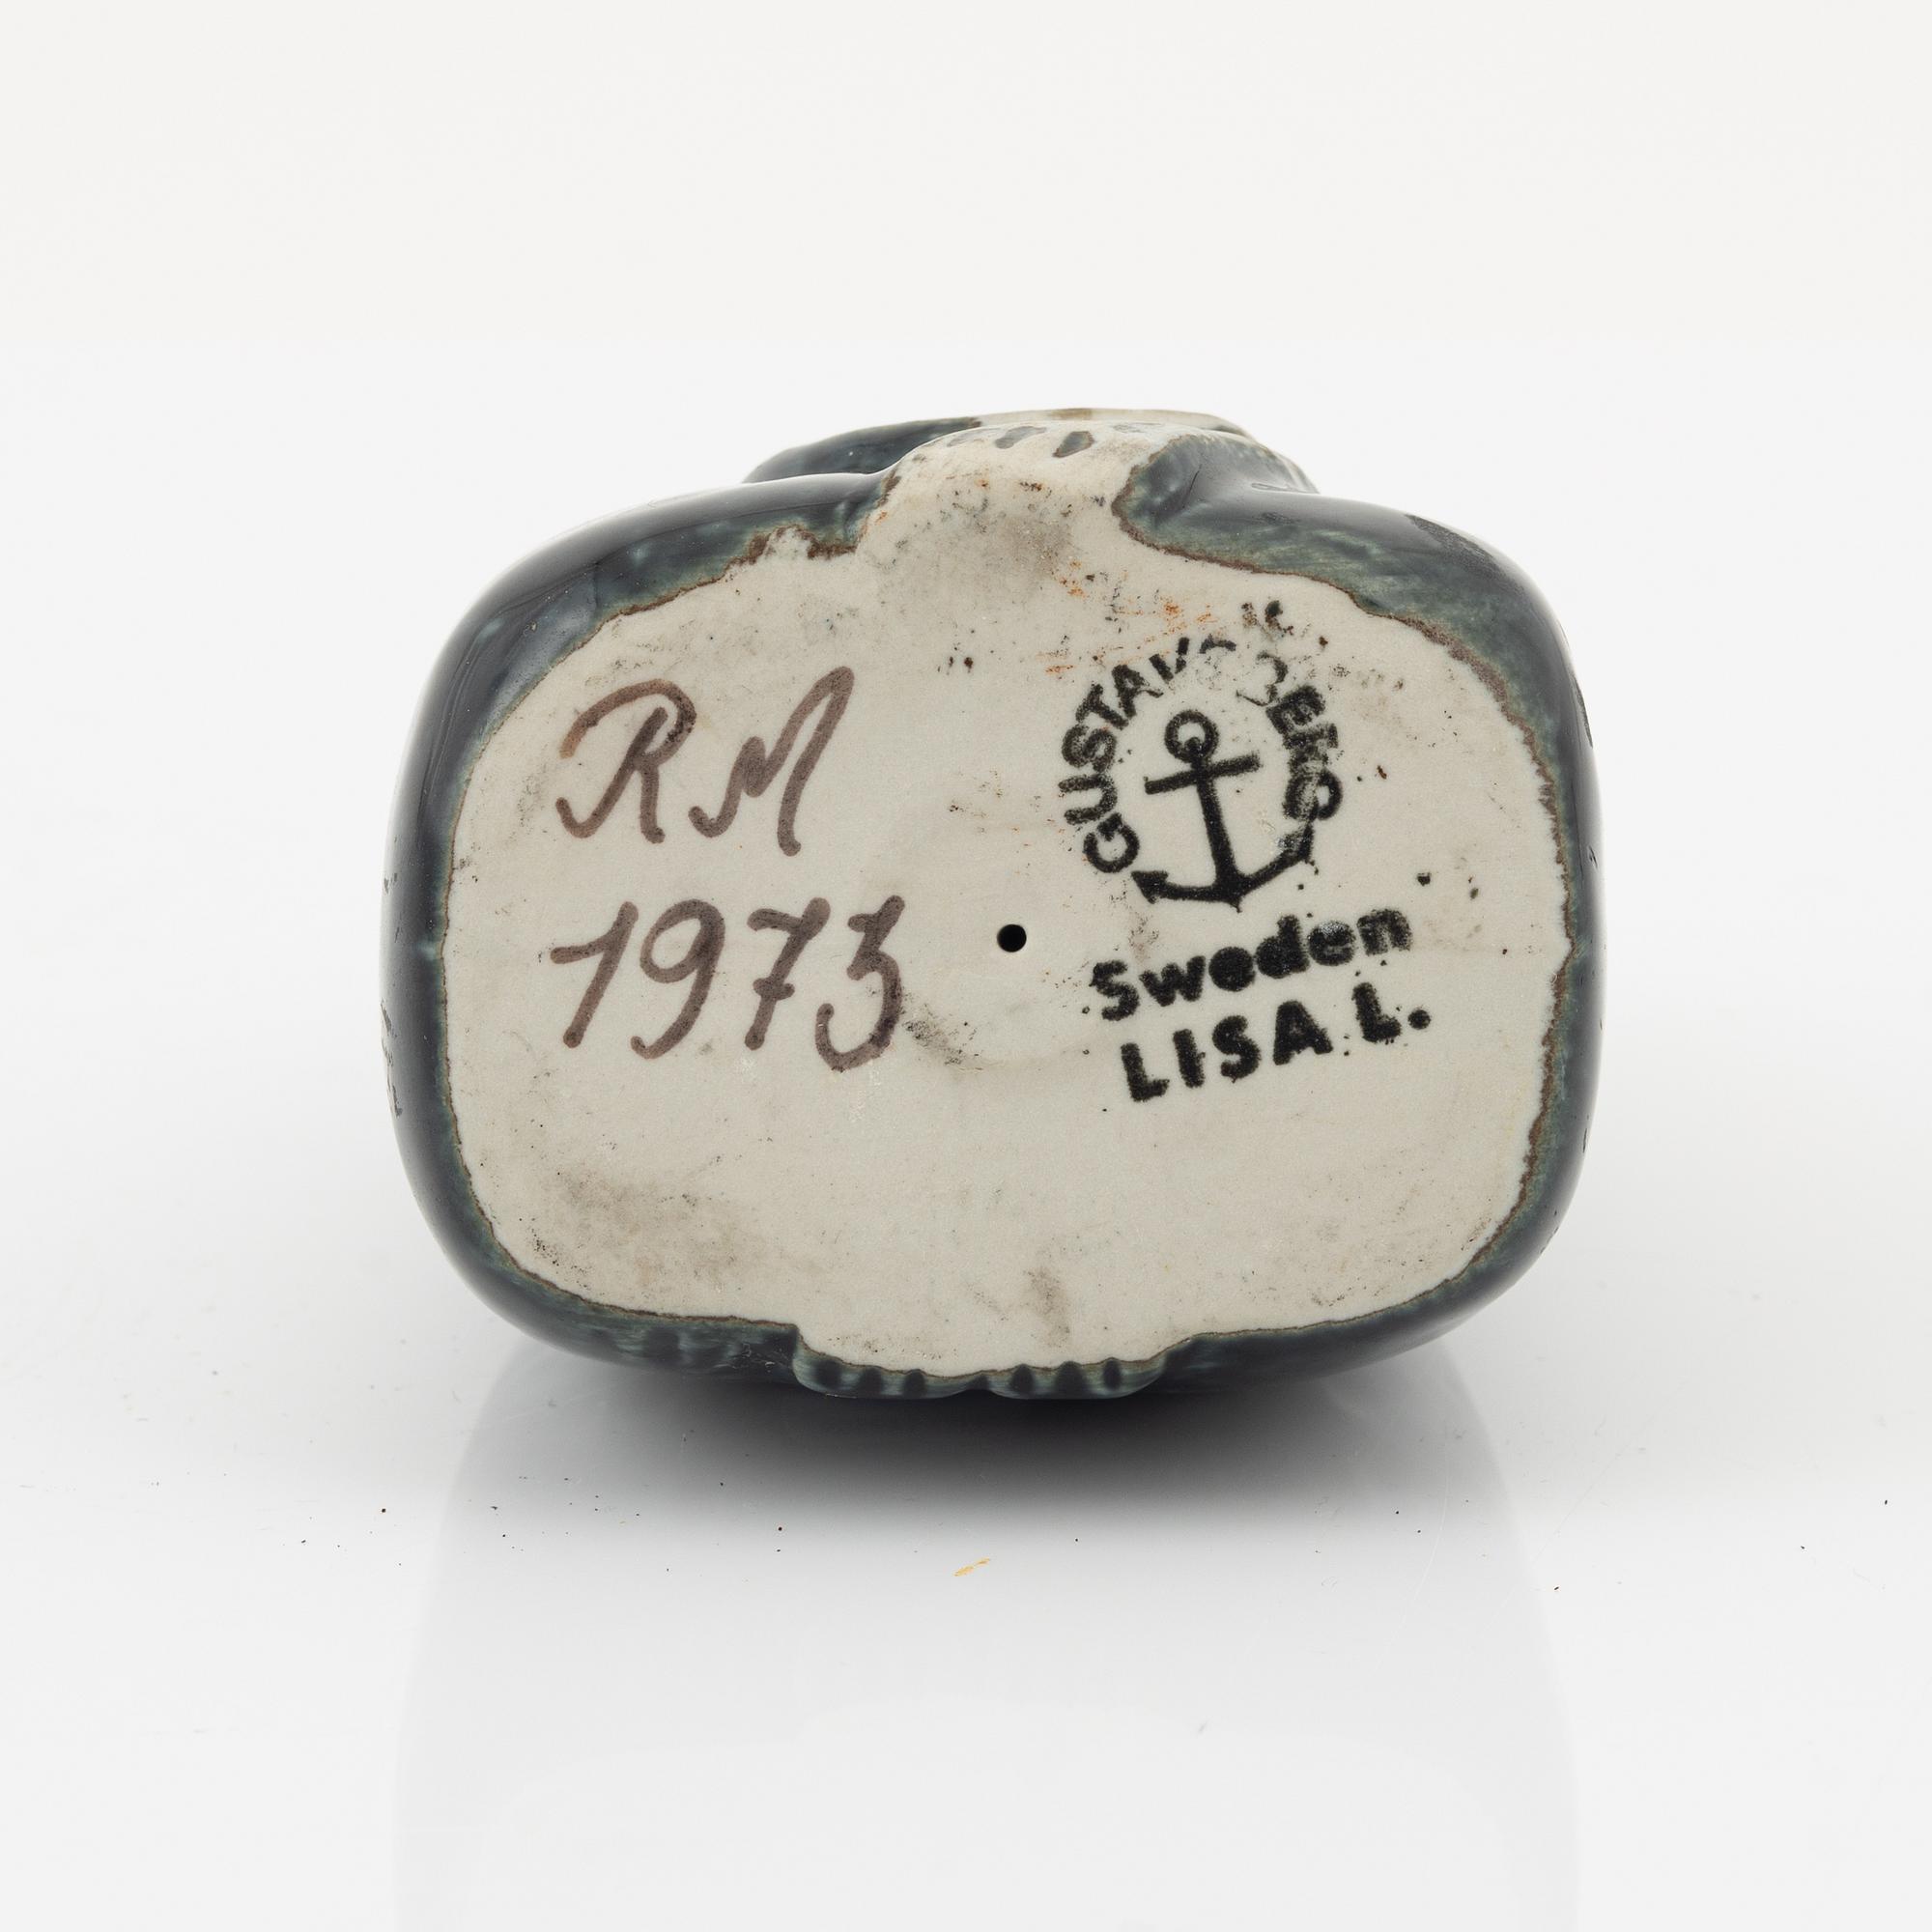 RM
1973
GUSTAVSBERG
Sweden
LISA L.